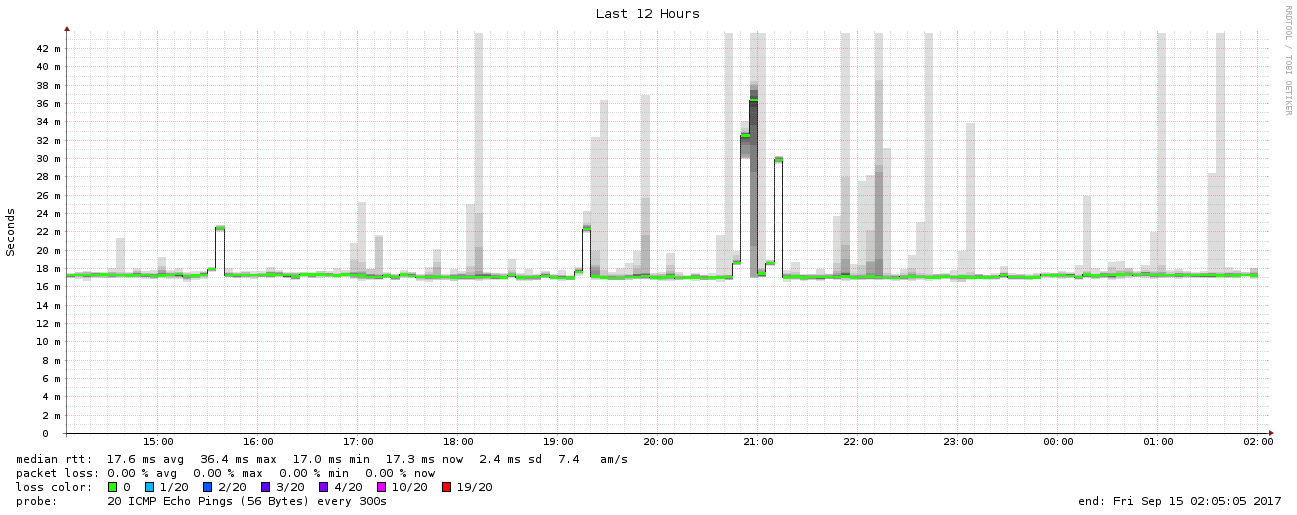 Last 12 Hours
RRDTOOL / TOBI OETIKER
Seconds
42 m
40 m
38 m
36 m
34 m
32 m
30 m
28 m
26 m
24 m
22 m
20 m
18 m
16 m
14 m
12 m
10 m
8 m
6 m
4 m
2 m
0
15:00 16:00 17:00 18:00 19:00 20:00 21:00 22:00 23:00 00:00 01:00 02:00
median rtt: 17.6 ms avg 36.4 ms max 17.0 ms min 17.3 ms now 2.4 ms sd 7.4 am/s
packet loss: 0.00 % avg 0.00 % max 0.00 % min 0.00 % now
loss color: 0 1/20 2/20 3/20 4/20 10/20 19/20
probe: 20 ICMP Echo Pings (56 Bytes) every 300s end: Fri Sep 15 02:05:05 2017